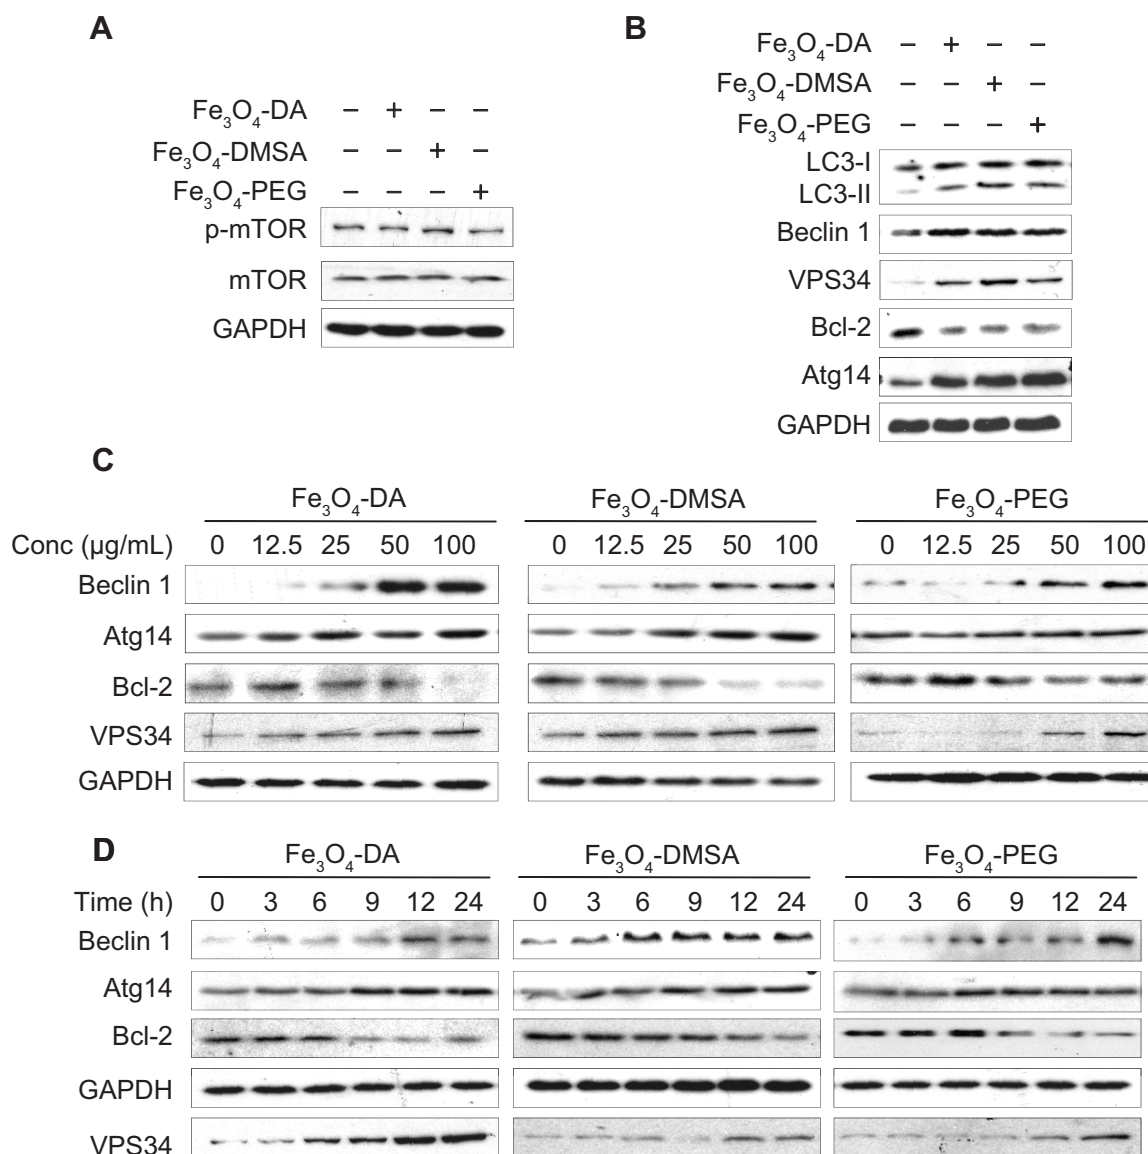 A
Fe3O4-DA − + − −
Fe3O4-DMSA − − + −
Fe3O4-PEG − − − +
p-mTOR
mTOR
GAPDH
B
Fe3O4-DA − + − −
Fe3O4-DMSA − − + −
Fe3O4-PEG − − − +
LC3-I
LC3-II
Beclin 1
VPS34
Bcl-2
Atg14
GAPDH
C
Fe3O4-DA Fe3O4-DMSA Fe3O4-PEG
Conc (µg/mL) 0 12.5 25 50 100 0 12.5 25 50 100 0 12.5 25 50 100
Beclin 1
Atg14
Bcl-2
VPS34
GAPDH
D
Fe3O4-DA Fe3O4-DMSA Fe3O4-PEG
Time (h) 0 3 6 9 12 24 0 3 6 9 12 24 0 3 6 9 12 24
Beclin 1
Atg14
Bcl-2
GAPDH
VPS34